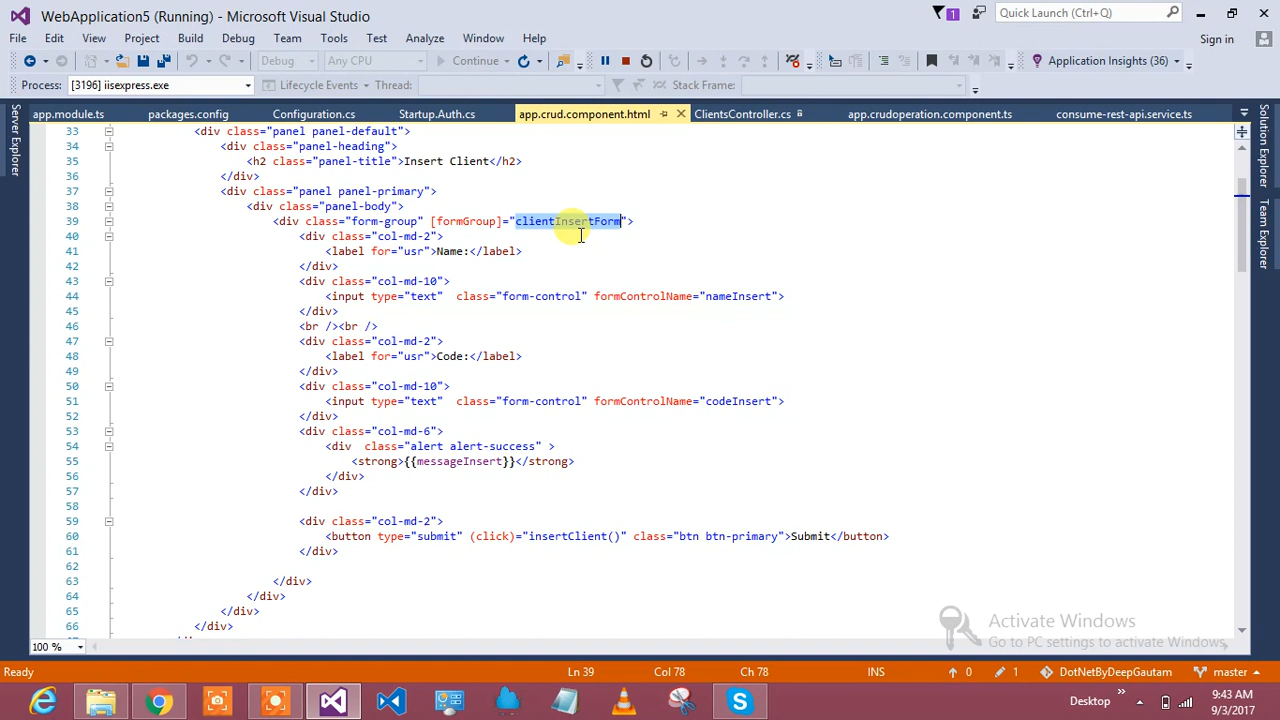 WebApplication5 (Running) - Microsoft Visual Studio
1
Quick Launch (Ctrl+Q)
File Edit View Project Build Debug Team Tools Test Analyze Window Help
Sign in
Debug Any CPU Continue Application Insights (36)
Process: [3196] iisexpress.exe Lifecycle Events Thread: Stack Frame:
app.module.ts packages.config Configuration.cs Startup.Auth.cs app.crud.component.html ClientsController.cs app.crudoperation.component.ts consume-rest-api.service.ts
Server Explorer
Solution Explorer
Team Explorer
33 <div class="panel panel-default">
34 <div class="panel-heading">
35 <h2 class="panel-title">Insert Client</h2>
36 </div>
37 <div class="panel panel-primary">
38 <div class="panel-body">
39 <div class="form-group" [formGroup]="clientInsertForm">
40 <div class="col-md-2">
41 <label for="usr">Name:</label>
42 </div>
43 <div class="col-md-10">
44 <input type="text"  class="form-control" formControlName="nameInsert">
45 </div>
46 <br /><br />
47 <div class="col-md-2">
48 <label for="usr">Code:</label>
49 </div>
50 <div class="col-md-10">
51 <input type="text"  class="form-control" formControlName="codeInsert">
52 </div>
53 <div class="col-md-6">
54 <div  class="alert alert-success" >
55 <strong>{{messageInsert}}</strong>
56 </div>
57 </div>
58
59 <div class="col-md-2">
60 <button type="submit" (click)="insertClient()" class="btn btn-primary">Submit</button>
61 </div>
62
63 </div>
64 </div>
65 </div>
66 </div>
Activate Windows
Go to PC settings to activate Windows.
100 %
Ready Ln 39 Col 78 Ch 78 INS 0 1 DotNetByDeepGautam master
Desktop
9:43 AM
9/3/2017